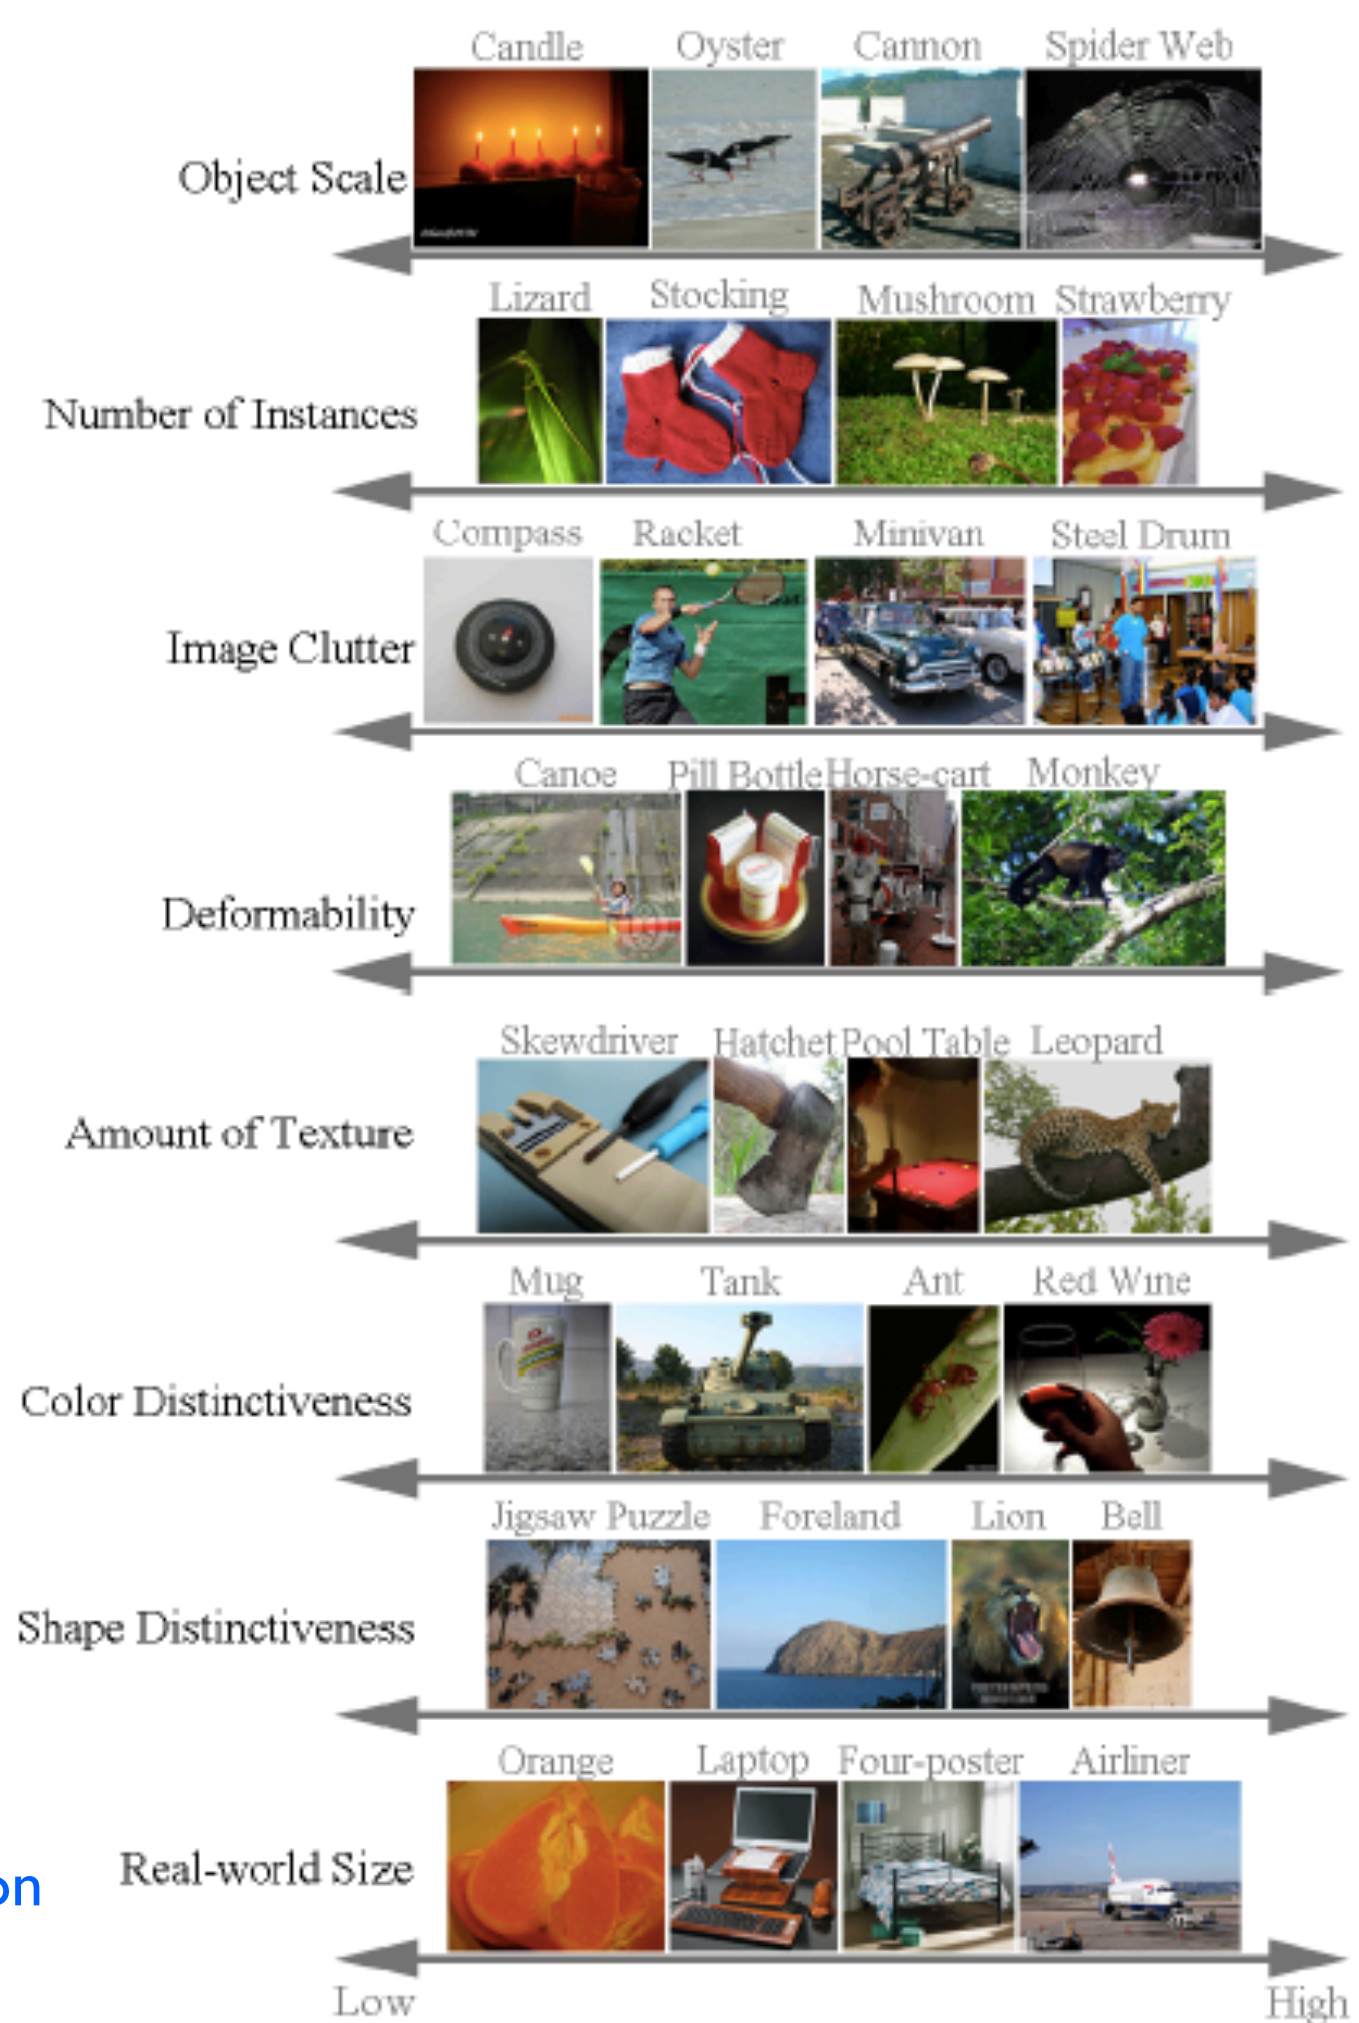 Candle Oyster Cannon Spider Web
Object Scale
Lizard Stocking Mushroom Strawberry
Number of Instances
Compass Racket Minivan Steel Drum
Image Clutter
Canoe Pill Bottle Horse-cart Monkey
Deformability
Skewdriver Hatchet Pool Table Leopard
Amount of Texture
Mug Tank Ant Red Wine
Color Distinctiveness
Jigsaw Puzzle Foreland Lion Bell
Shape Distinctiveness
Orange Laptop Four-poster Airliner
Real-world Size
on
Low High